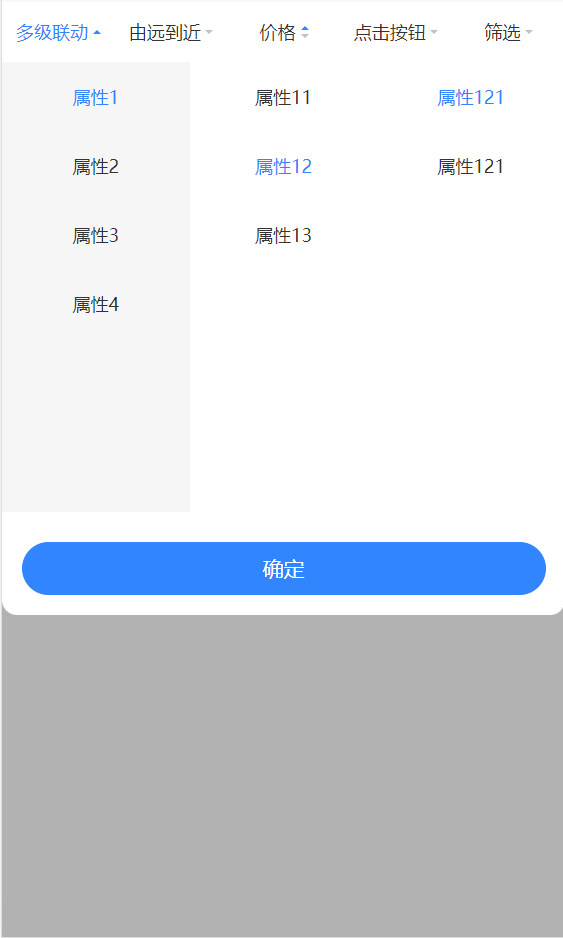 多级联动 由远到近 价格 点击按钮 筛选
属性1 属性11 属性121
属性2 属性12 属性121
属性3 属性13
属性4
确定